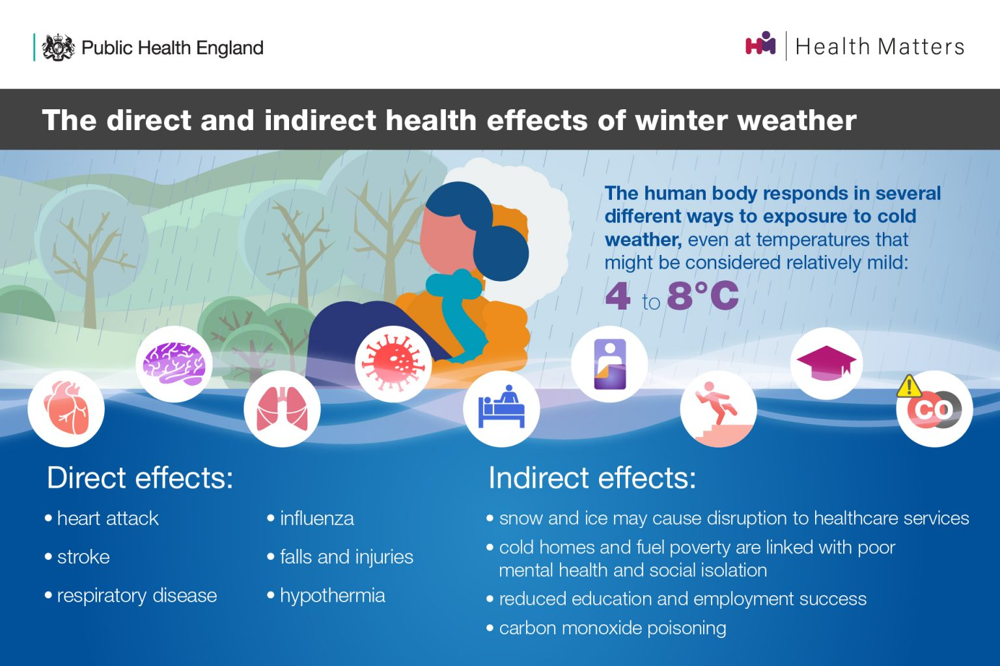 Public Health England
HM
Health Matters
The direct and indirect health effects of winter weather
The human body responds in several
different ways to exposure to cold
weather, even at temperatures that
might be considered relatively mild:
4 to 8°C
!
CO
Direct effects:
• heart attack
• stroke
• respiratory disease
• influenza
• falls and injuries
• hypothermia
Indirect effects:
• snow and ice may cause disruption to healthcare services
• cold homes and fuel poverty are linked with poor
mental health and social isolation
• reduced education and employment success
• carbon monoxide poisoning